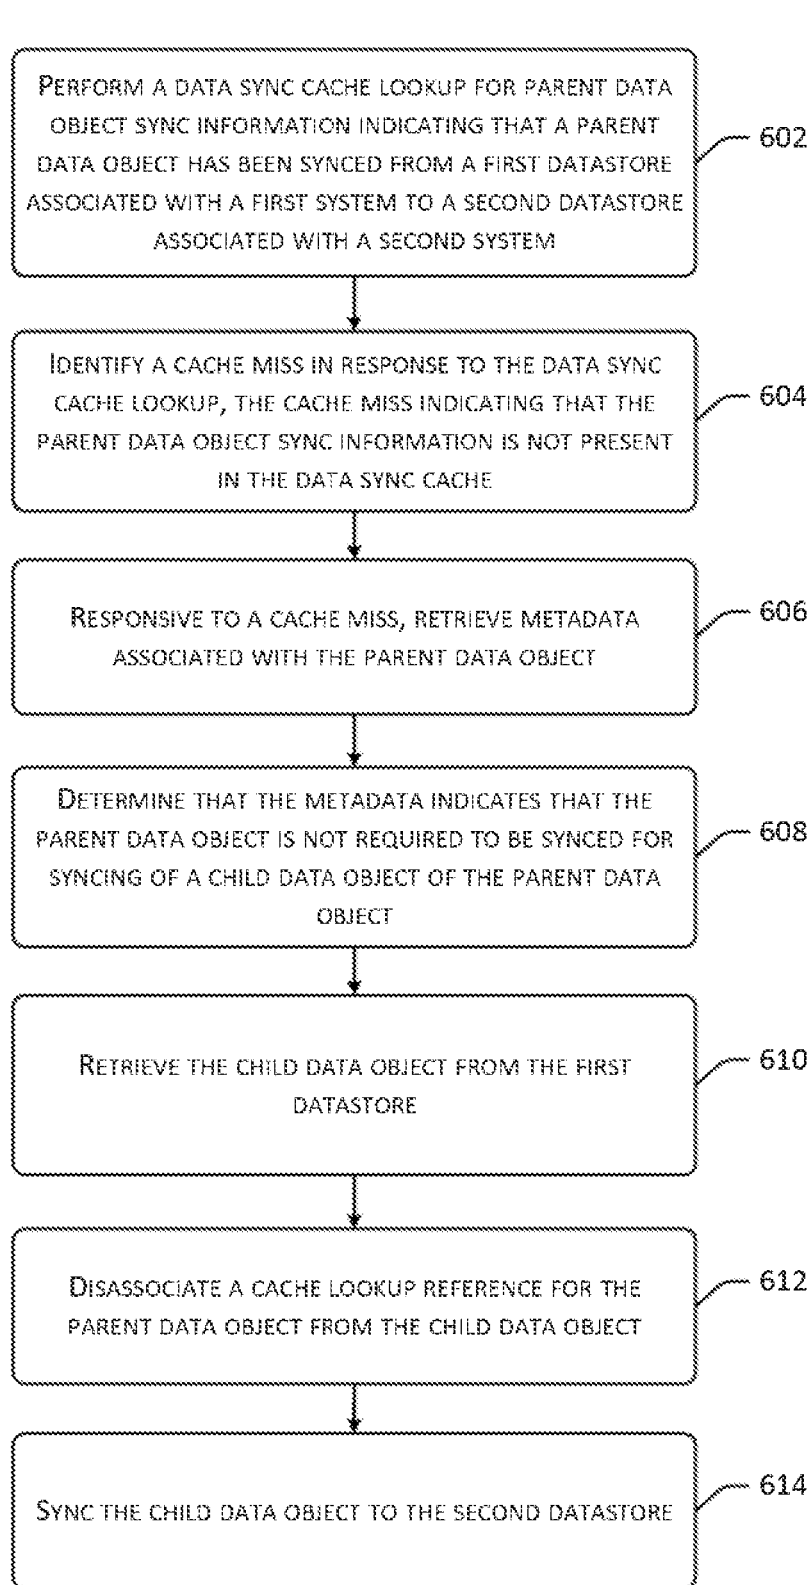 PERFORM A DATA SYNC CACHE LOOKUP FOR PARENT DATA
OBJECT SYNC INFORMATION INDICATING THAT A PARENT
DATA OBJECT HAS BEEN SYNCED FROM A FIRST DATASTORE
ASSOCIATED WITH A FIRST SYSTEM TO A SECOND DATASTORE
ASSOCIATED WITH A SECOND SYSTEM
602
IDENTIFY A CACHE MISS IN RESPONSE TO THE DATA SYNC
CACHE LOOKUP, THE CACHE MISS INDICATING THAT THE
PARENT DATA OBJECT SYNC INFORMATION IS NOT PRESENT
IN THE DATA SYNC CACHE
604
RESPONSIVE TO A CACHE MISS, RETRIEVE METADATA
ASSOCIATED WITH THE PARENT DATA OBJECT
606
DETERMINE THAT THE METADATA INDICATES THAT THE
PARENT DATA OBJECT IS NOT REQUIRED TO BE SYNCED FOR
SYNCING OF A CHILD DATA OBJECT OF THE PARENT DATA
OBJECT
608
RETRIEVE THE CHILD DATA OBJECT FROM THE FIRST
DATASTORE
610
DISASSOCIATE A CACHE LOOKUP REFERENCE FOR THE
PARENT DATA OBJECT FROM THE CHILD DATA OBJECT
612
SYNC THE CHILD DATA OBJECT TO THE SECOND DATASTORE
614